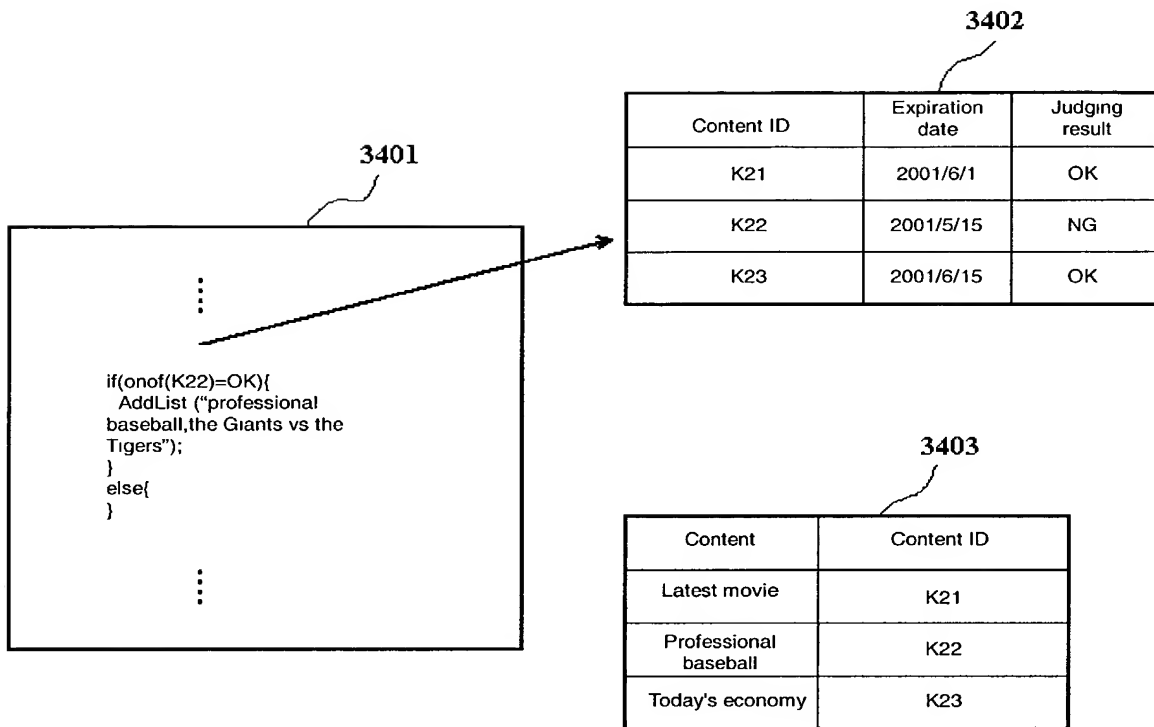 3402
Content ID Expiration date Judging result
K21 2001/6/1 OK
K22 2001/5/15 NG
K23 2001/6/15 OK
3401
if(onof(K22)=OK){
AddList ("professional
baseball,the Giants vs the
Tigers");
}
else{
}
3403
Content Content ID
Latest movie K21
Professional baseball K22
Today's economy K23